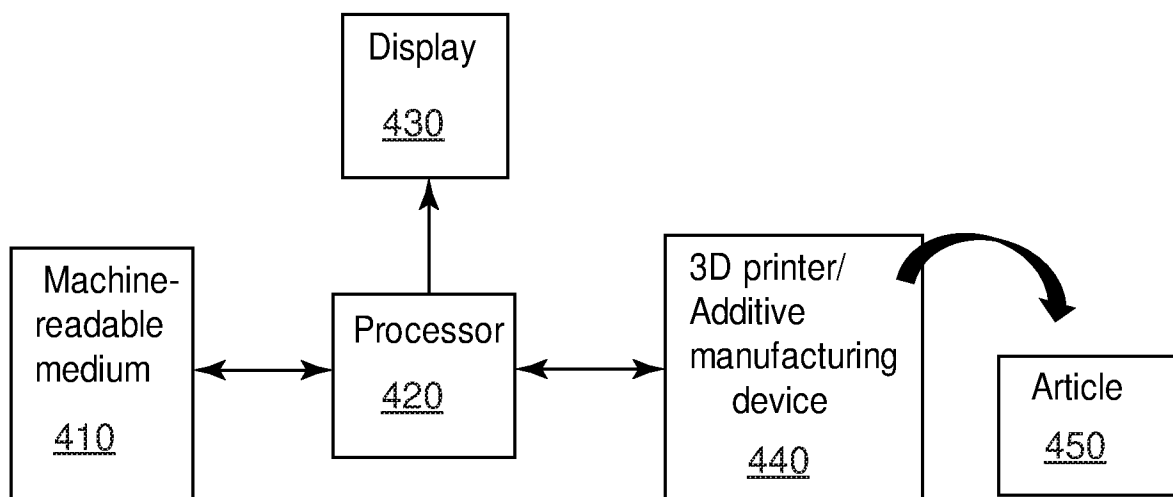 Display
430
Machine-
readable
medium
410
Processor
420
3D printer/
Additive
manufacturing
device
440
Article
450